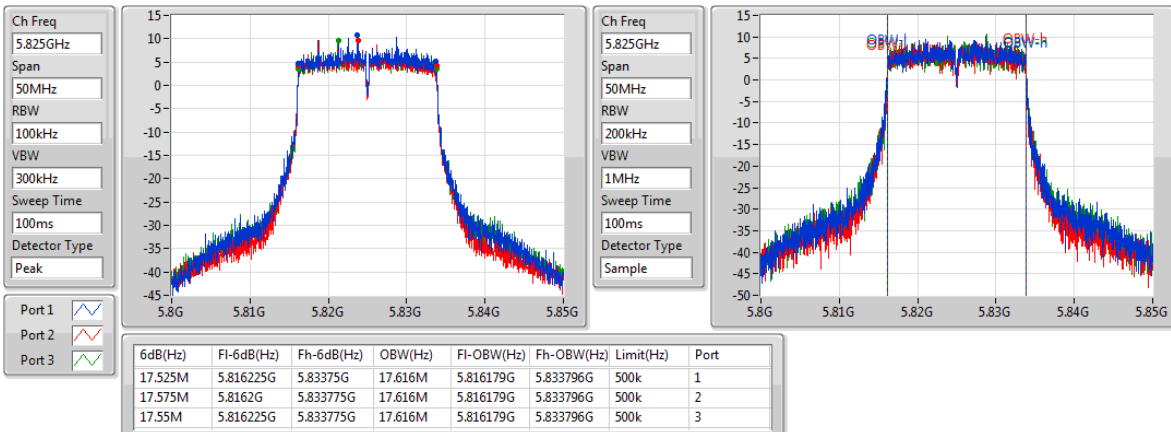 Ch Freq
5.825GHz
Span
50MHz
RBW
100kHz
VBW
300kHz
Sweep Time
100ms
Detector Type
Peak
Port 1
Port 2
Port 3
15
10
5
0
-5
-10
-15
-20
-25
-30
-35
-40
-45
5.8G 5.81G 5.82G 5.83G 5.84G 5.85G
Ch Freq
5.825GHz
Span
50MHz
RBW
200kHz
VBW
1MHz
Sweep Time
100ms
Detector Type
Sample
15
10
5
0
-5
-10
-15
-20
-25
-30
-35
-40
-45
-50
OBW-l OBW-h
5.8G 5.81G 5.82G 5.83G 5.84G 5.85G
6dB(Hz) Fl-6dB(Hz) Fh-6dB(Hz) OBW(Hz) Fl-OBW(Hz) Fh-OBW(Hz) Limit(Hz) Port
17.525M 5.816225G 5.83375G 17.616M 5.816179G 5.833796G 500k 1
17.575M 5.8162G 5.833775G 17.616M 5.816179G 5.833796G 500k 2
17.55M 5.816225G 5.833775G 17.616M 5.816179G 5.833796G 500k 3